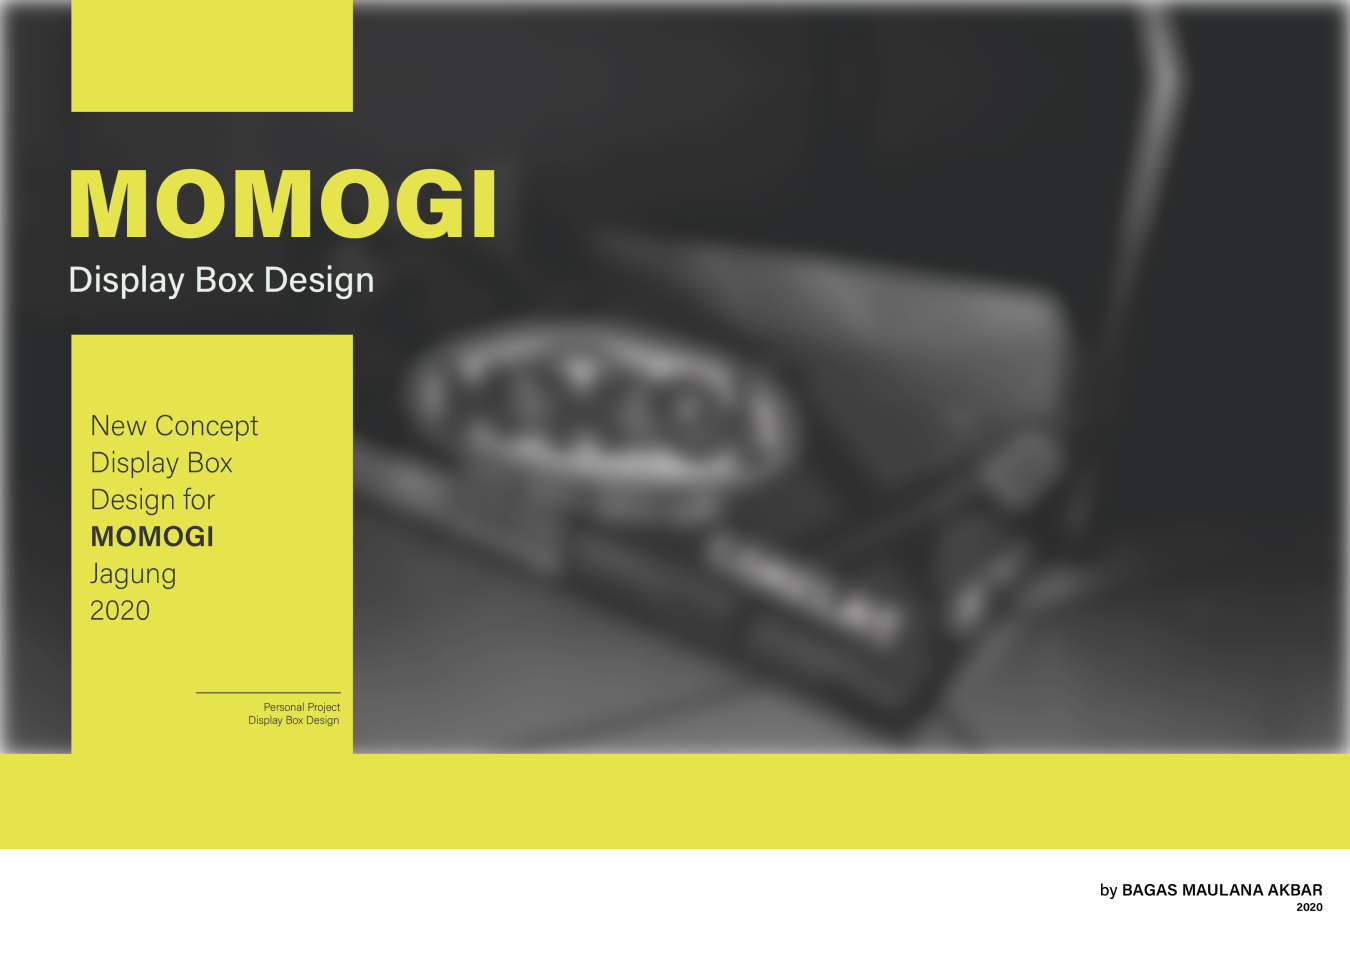 MOMOGI
Display Box Design
New Concept
Display Box
Design for
MOMOGI
Jagung
2020
Personal Project
Display Box Design
by BAGAS MAULANA AKBAR
2020